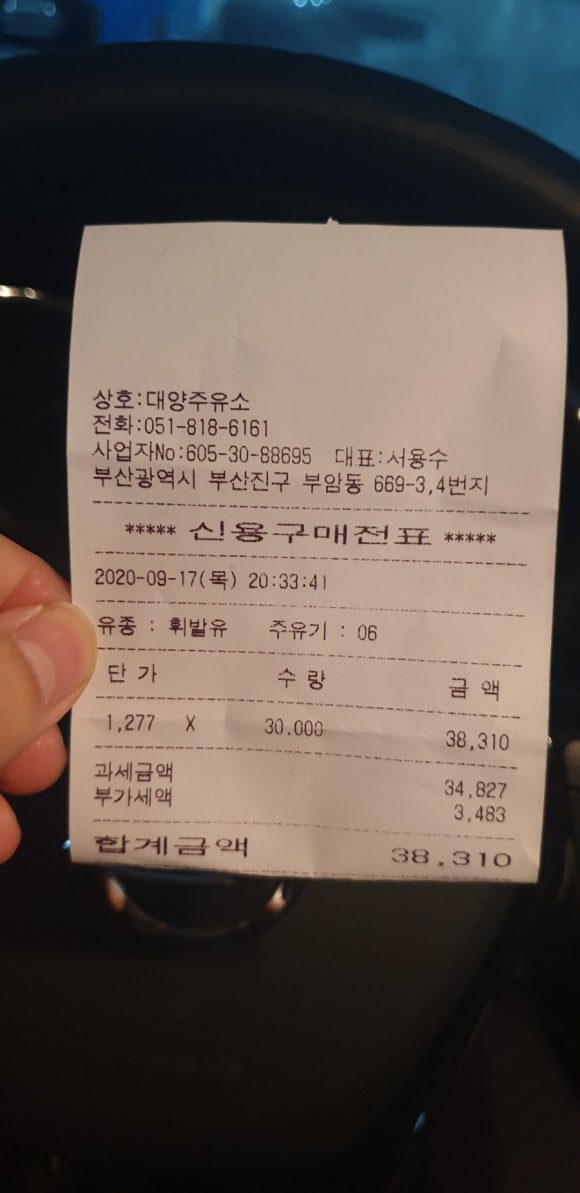 상호:대양주유소
전화:051-818-6161
사업자No:605-30-88695 대표:서용수
부산광역시 부산진구 부암동 669-3,4번지
***** 신용구매전표 *****
2020-09-17(목) 20:33:41
유종 : 휘발유 주유기 : 06
단 가 수 량 금 액
1,277 X 30.000 38,310
과세금액 34,827
부가세액 3,483
합계금액 38,310